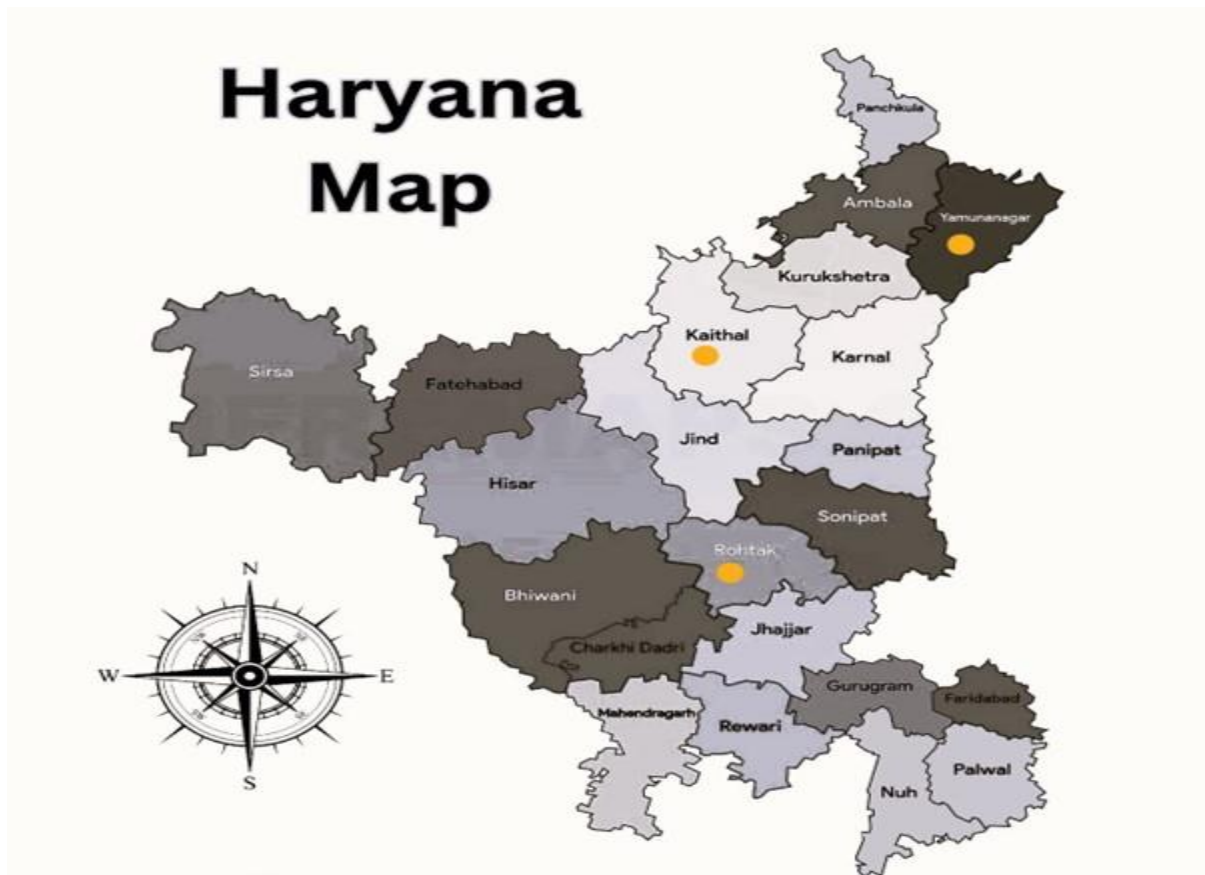 Haryana
Map
Panchkula
Ambala
Yamunanagar
Kurukshetra
Kaithal
Karnal
Sirsa
Fatehabad
Jind
Panipat
Hisar
Sonipat
Rohtak
Bhiwani
Jhajjar
Charkhi Dadri
Gurugram
Faridabad
Mahendragarh
Rewari
Palwal
Nuh
N
W
E
S